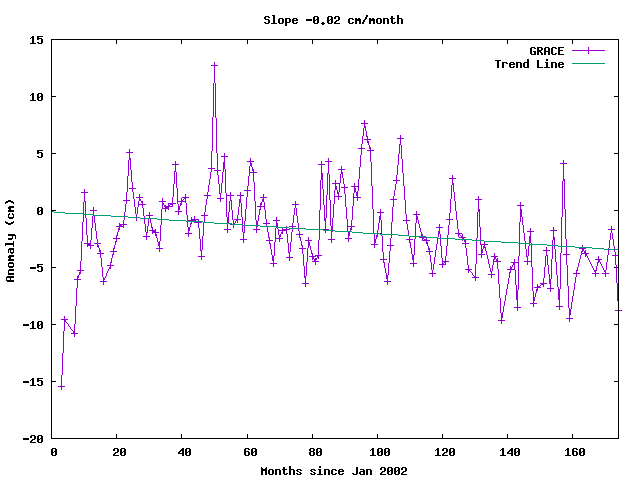 Slope -0.02 cm/month
GRACE
Trend Line
15
10
5
0
-5
-10
-15
-20
Anomaly (cm)
0 20 40 60 80 100 120 140 160
Months since Jan 2002